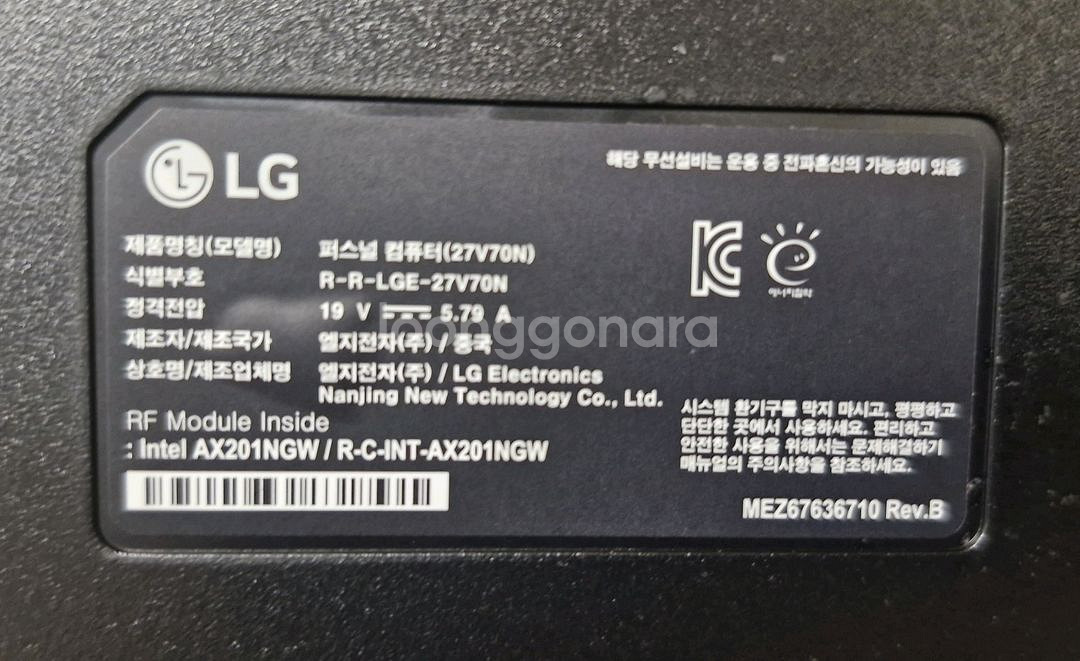 LG
해당 무선설비는 운용 중 전파혼신의 가능성이 있음
제품명칭(모델명) 퍼스널 컴퓨터(27V70N)
식별부호 R-R-LGE-27V70N
정격전압 19 V 5.79 A
제조자/제조국가 엘지전자(주) / 중국
상호명/제조업체명 엘지전자(주) / LG Electronics
Nanjing New Technology Co., Ltd.
RF Module Inside
: Intel AX201NGW / R-C-INT-AX201NGW
에너지절약
시스템 환기구를 막지 마시고, 평평하고
단단한 곳에서 사용하세요. 편리하고
안전한 사용을 위해서는 문제해결하기
매뉴얼의 주의사항을 참조하세요.
MEZ67636710 Rev.B
joonggonara